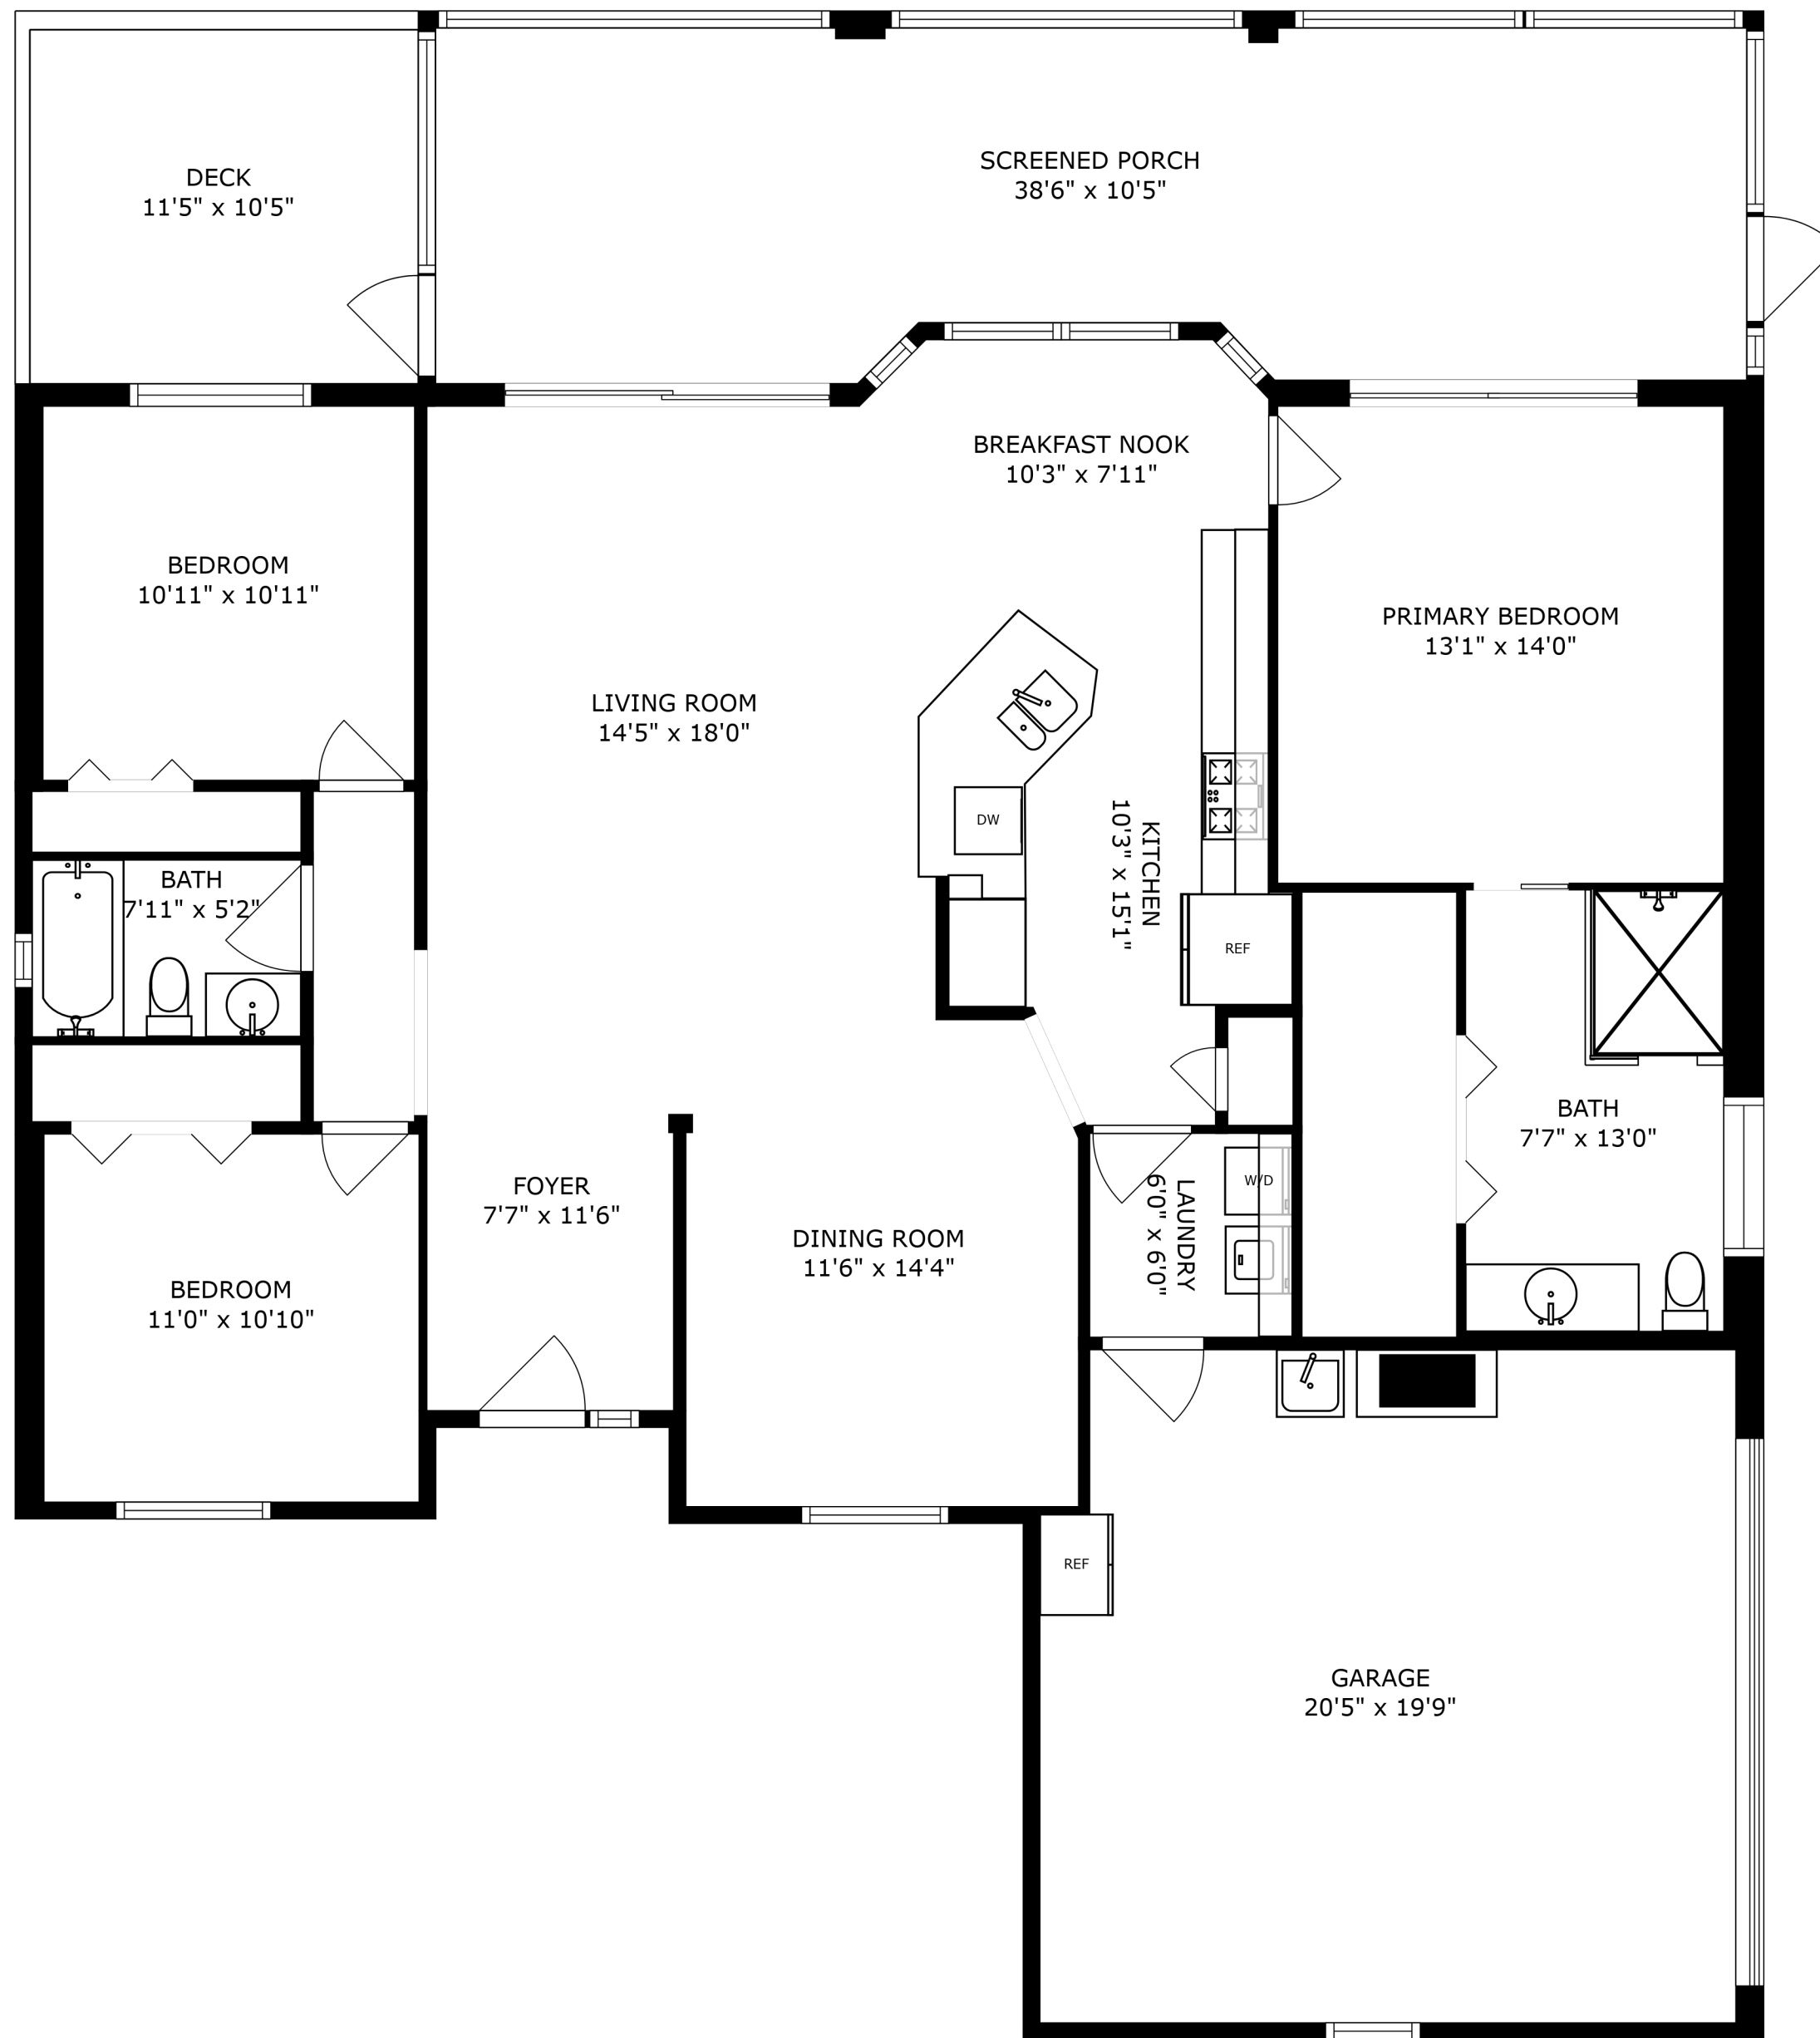 DECK
11'5" x 10'5"
SCREENED PORCH
38'6" x 10'5"
BREAKFAST NOOK
10'3" x 7'11"
BEDROOM
10'11" x 10'11"
PRIMARY BEDROOM
13'1" x 14'0"
LIVING ROOM
14'5" x 18'0"
DW
KITCHEN
10'3" x 15'1"
BATH
7'11" x 5'2"
REF
BATH
7'7" x 13'0"
FOYER
7'7" x 11'6"
W/D
LAUNDRY
6'0" x 6'0"
DINING ROOM
11'6" x 14'4"
BEDROOM
11'0" x 10'10"
REF
GARAGE
20'5" x 19'9"